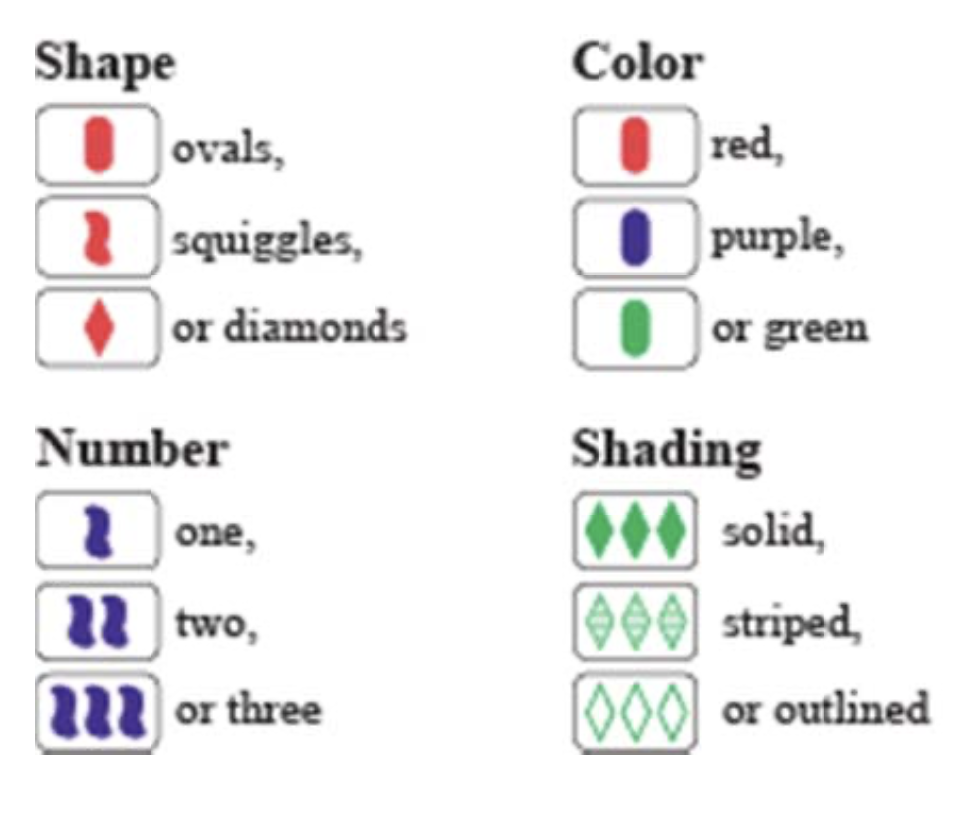 Shape
ovals,
squiggles,
or diamonds
Color
red,
purple,
or green
Number
one,
two,
or three
Shading
solid,
striped,
or outlined